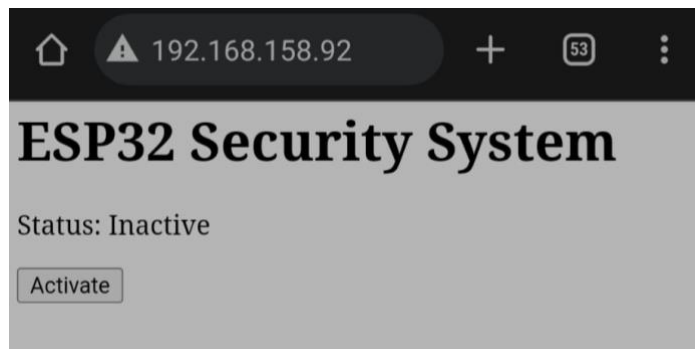 192.168.158.92
53
ESP32 Security System
Status: Inactive
Activate